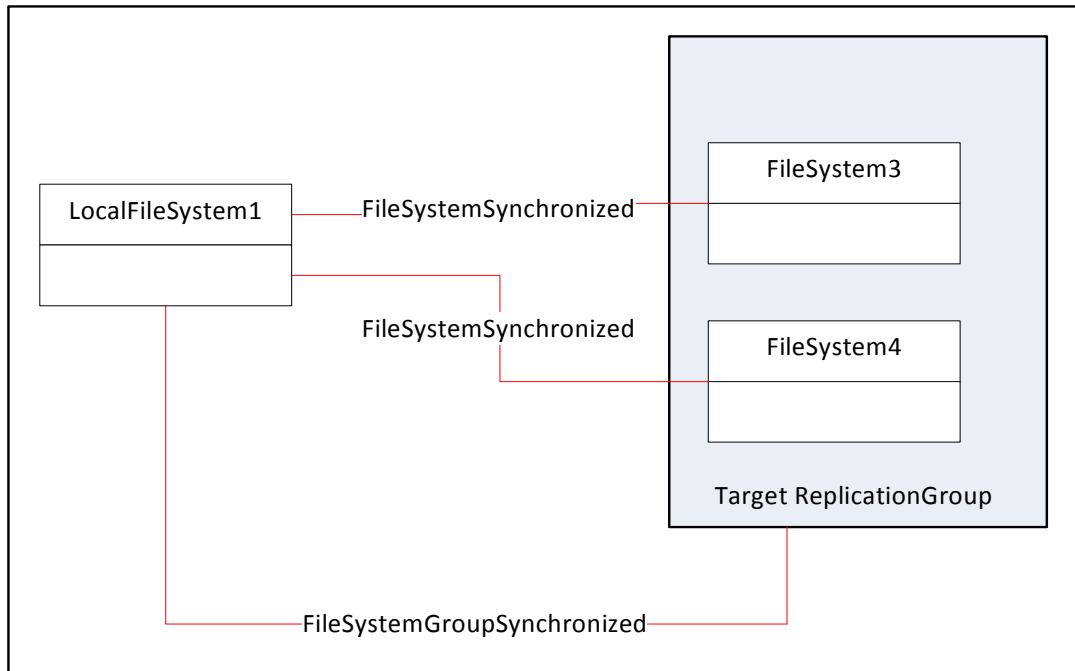 FileSystem3
LocalFileSystem1
FileSystemSynchronized
FileSystemSynchronized
FileSystem4
Target ReplicationGroup
FileSystemGroupSynchronized